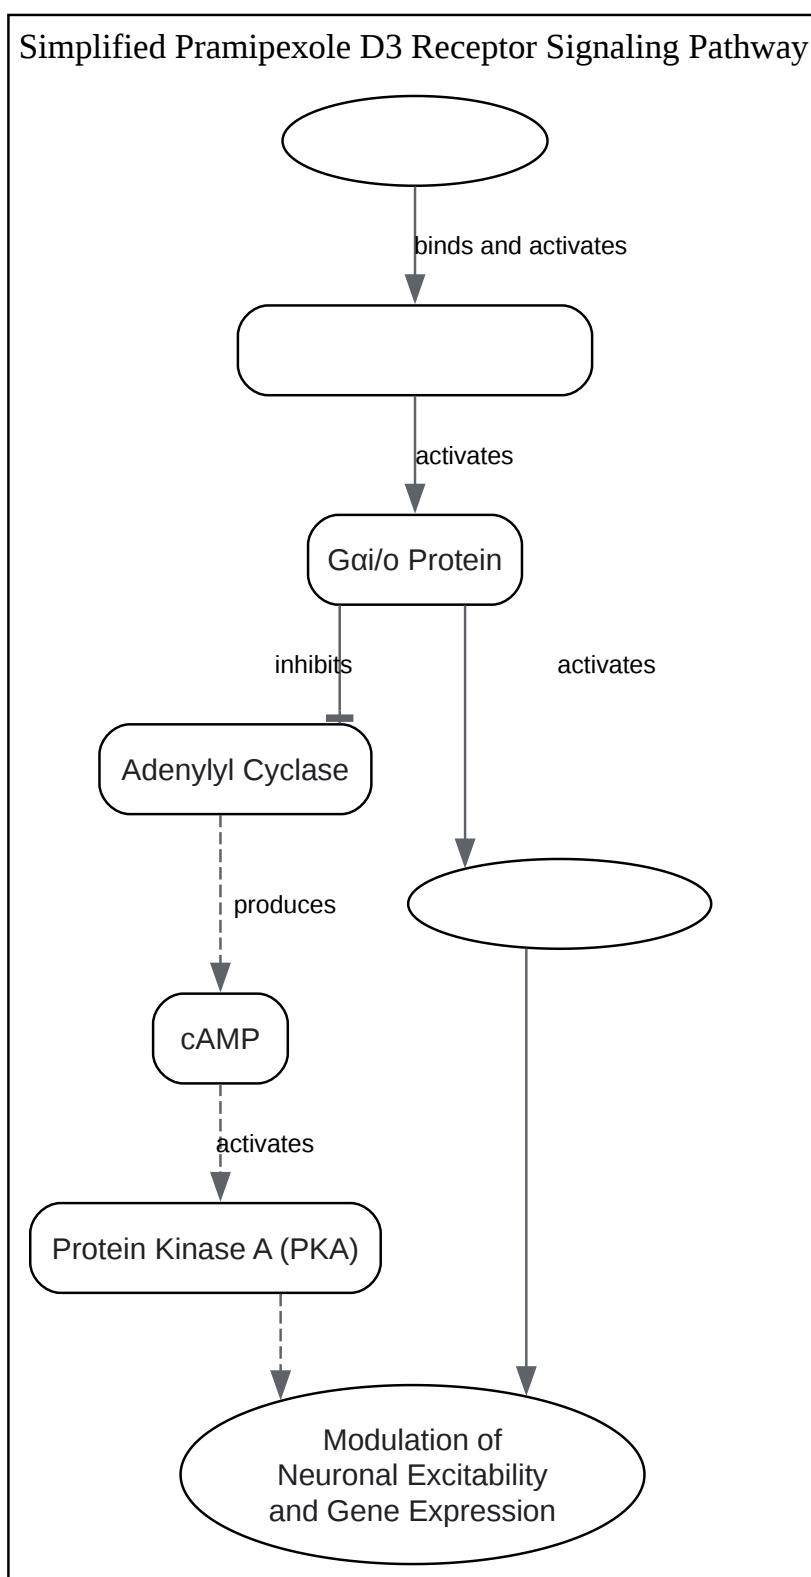 Simplified Pramipexole D3 Receptor Signaling Pathway
binds and activates
activates
Gαi/o Protein
inhibits
activates
Adenylyl Cyclase
produces
cAMP
activates
Protein Kinase A (PKA)
Modulation of
Neuronal Excitability
and Gene Expression